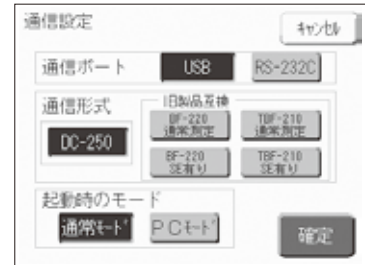 通信設定
ｷｬﾝｾﾙ
通信ポート
USB
RS-232C
通信形式
旧製品互換
DC-250
BF-220
通常測定
TBF-210
通常測定
BF-220
SE有り
TBF-210
SE有り
起動時のモード
通常ﾓｰﾄﾞ
PCﾓｰﾄﾞ
確定